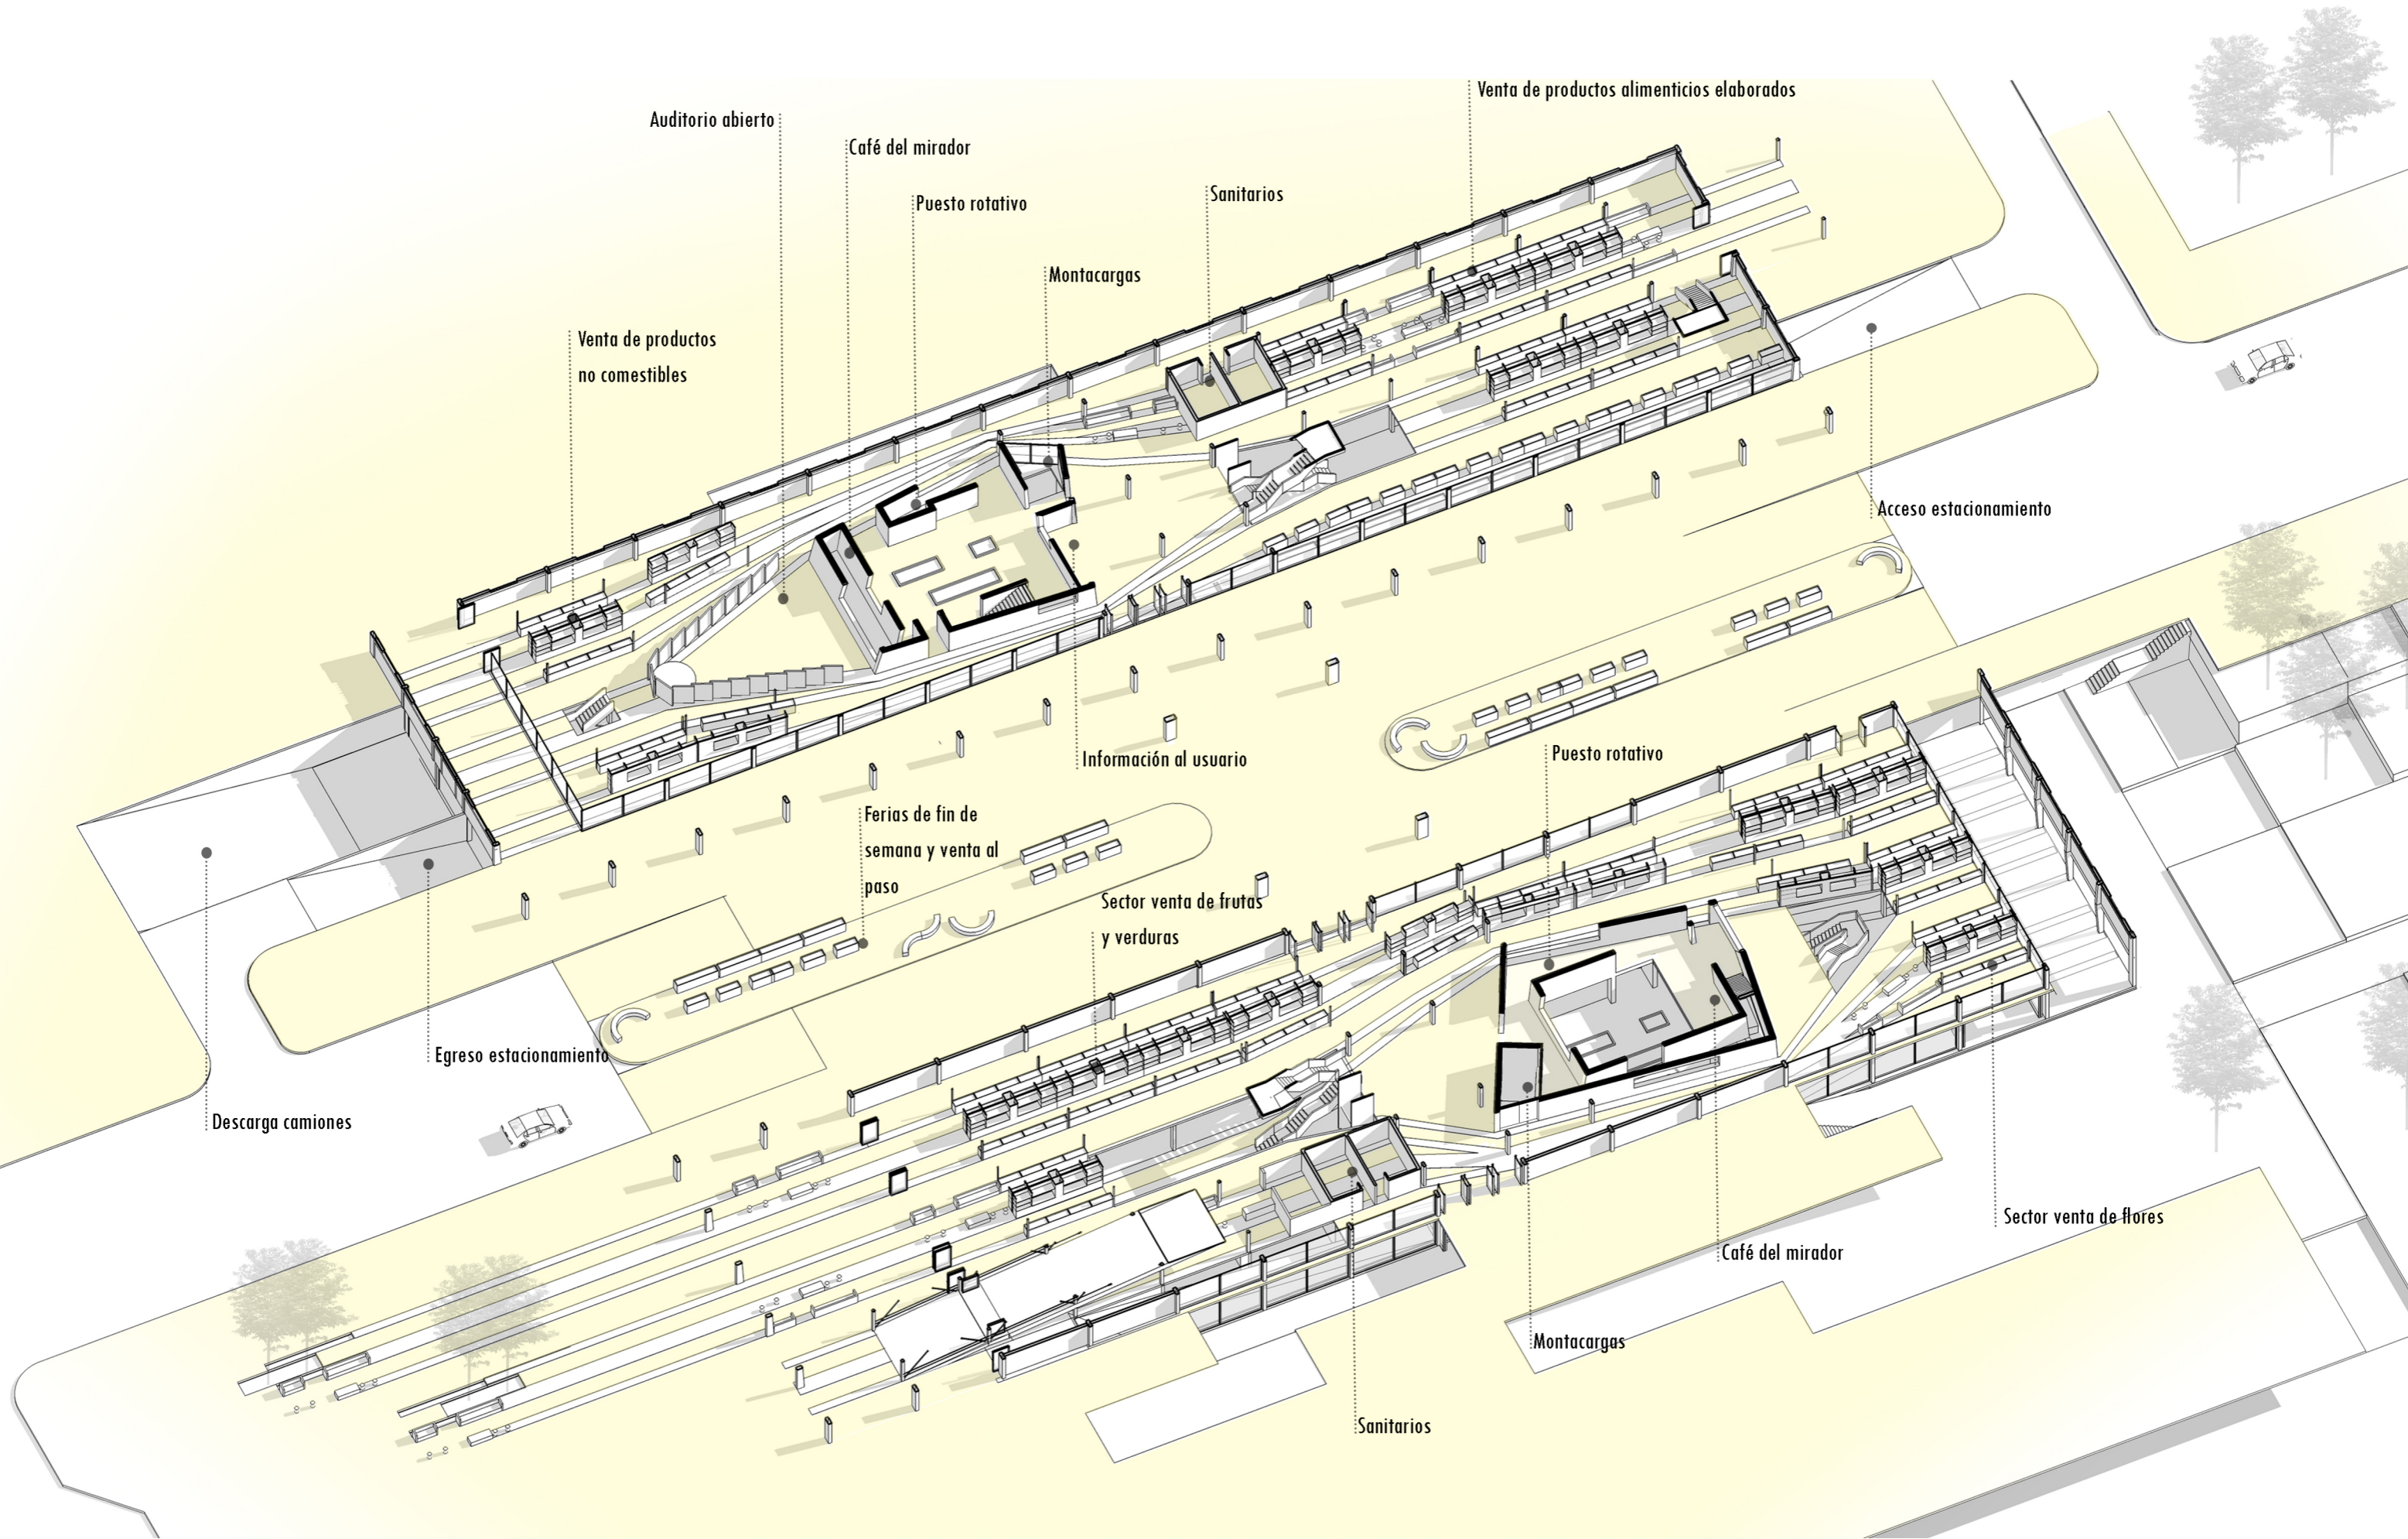 Venta de productos alimenticios elaborados
Auditorio abierto
Café del mirador
Sanitarios
Puesto rotativo
Montacargas
Venta de productos
no comestibles
Acceso estacionamiento
Información al usuario
Puesto rotativo
Ferias de fin de
semana y venta al
paso
Sector venta de frutas
y verduras
Egreso estacionamiento
Descarga camiones
Sector venta de flores
Café del mirador
Montacargas
Sanitarios